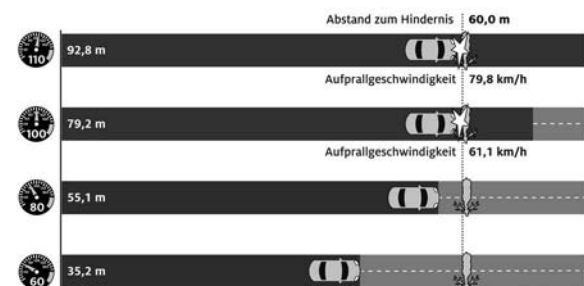 Abstand zum Hindernis 60,0 m
110 92,8 m
Aufprallgeschwindigkeit 79,8 km/h
100 79,2 m
Aufprallgeschwindigkeit 61,1 km/h
80 55,1 m
60 35,2 m